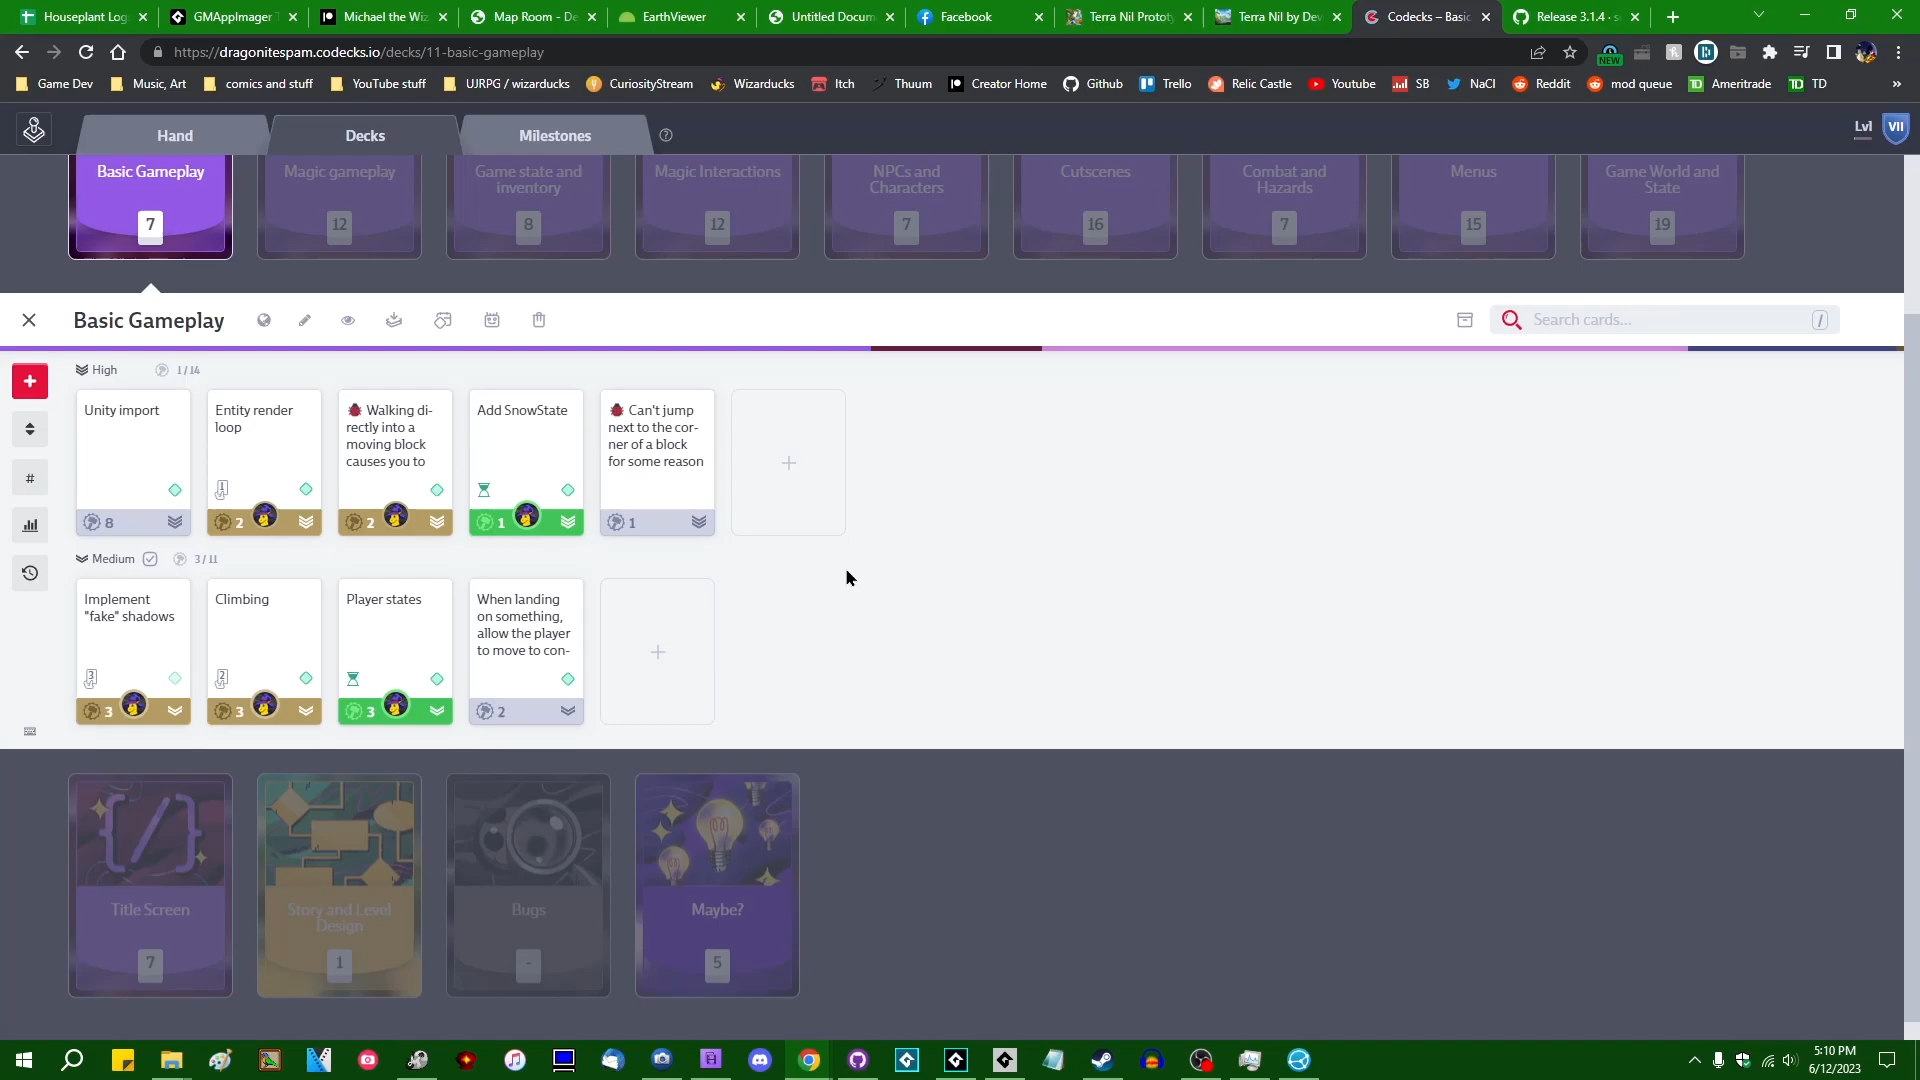 Houseplant Log
GMAppImager
Michael the Wiz
Map Room - De
EarthViewer
Untitled Docum
Facebook
Terra Nil Prototy
Terra Nil by Dev
Codecks – Basic
Release 3.1.4 · s
https://dragonitespam.codecks.io/decks/11-basic-gameplay
NEW
Game Dev
Music, Art
comics and stuff
YouTube stuff
UJRPG / wizarducks
CuriosityStream
Wizarducks
Itch
Thuum
Creator Home
Github
Trello
Relic Castle
Youtube
SB
NaCl
Reddit
mod queue
Ameritrade
TD
»
Hand
Decks
Milestones
?
Lvl
VII
Basic Gameplay
7
Magic gameplay
12
Game state and
inventory
8
Magic Interactions
12
NPCs and
Characters
7
Cutscenes
16
Combat and
Hazards
7
Menus
15
Game World and
State
19
Basic Gameplay
Search cards...
/
High
1 / 14
Unity import
8
Entity render
loop
1
2
Walking di-
rectly into a
moving block
causes you to
2
Add SnowState
1
Can't jump
next to the cor-
ner of a block
for some reason
1
#
Medium
3 / 11
Implement
"fake" shadows
3
3
Climbing
2
3
Player states
3
When landing
on something,
allow the player
to move to con-
2
Title Screen
7
Story and Level
Design
1
Bugs
-
Maybe?
5
5:10 PM
6/12/2023